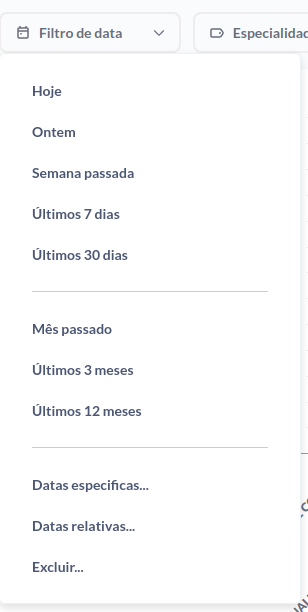 Filtro de data
Especialidad
Hoje
Ontem
Semana passada
Últimos 7 dias
Últimos 30 dias
Mês passado
Últimos 3 meses
Últimos 12 meses
Datas especificas...
Datas relativas...
Excluir...